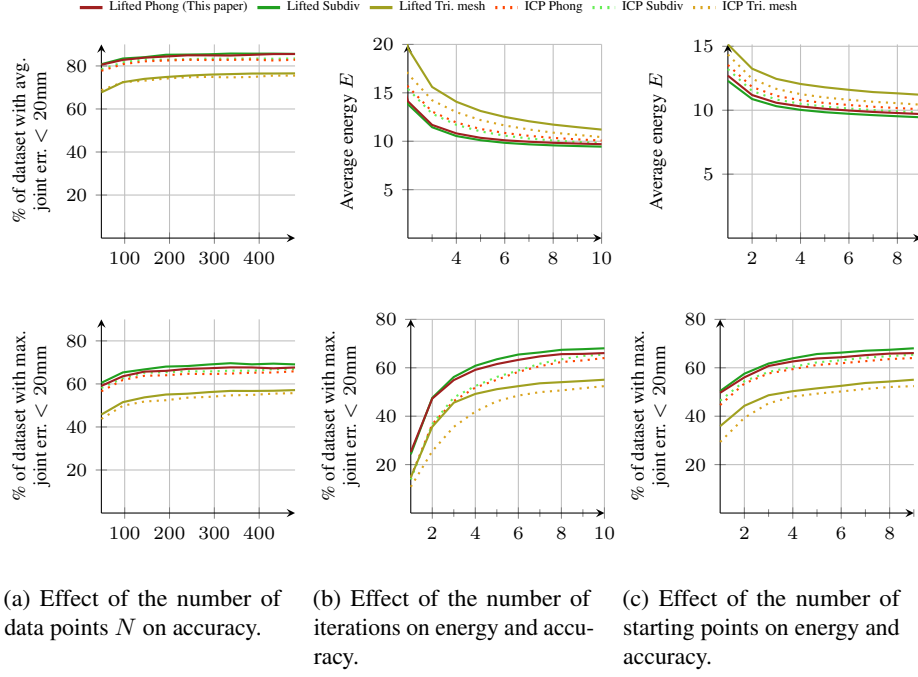 Lifted Phong (This paper) Lifted Subdiv Lifted Tri. mesh ICP Phong ICP Subdiv ICP Tri. mesh
% of dataset with avg.
joint err. < 20mm
80
60
40
20
100 200 300 400
Average energy E
20
15
10
5
4 6 8 10
Average energy E
15
10
5
2 4 6 8
% of dataset with max.
joint err. < 20mm
80
60
40
20
100 200 300 400
% of dataset with max.
joint err. < 20mm
80
60
40
20
2 4 6 8 10
% of dataset with max.
joint err. < 20mm
80
60
40
20
2 4 6 8
(a) Effect of the number of
data points N on accuracy.
(b) Effect of the number of
iterations on energy and accu-
racy.
(c) Effect of the number of
starting points on energy and
accuracy.